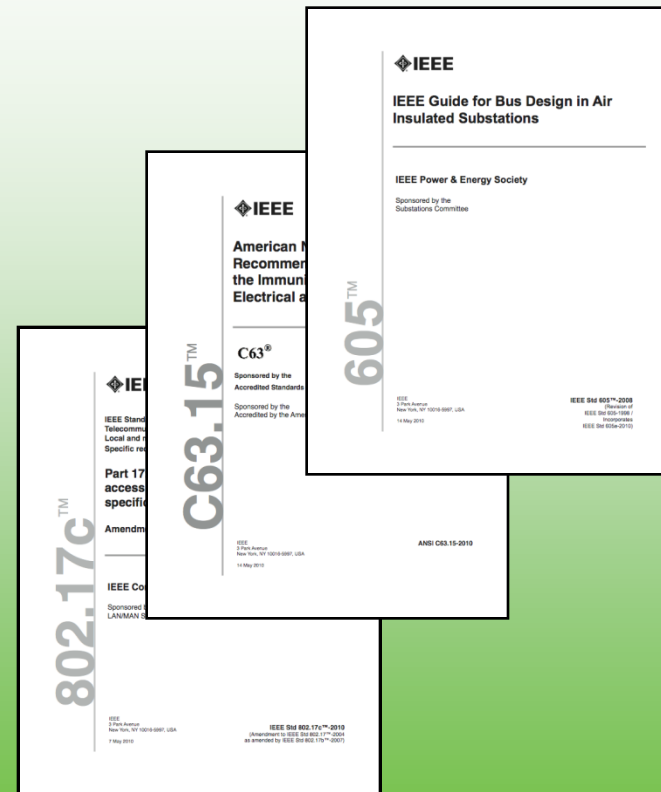 IEEE
IEEE Guide for Bus Design in Air
Insulated Substations
IEEE Power & Energy Society
Sponsored by the
Substations Committee
605™
IEEE
3 Park Avenue
New York, NY 10016-5997, USA
14 May 2010
IEEE Std 605™-2008
(Revision of
IEEE Std 605-1998 /
Incorporates
IEEE Std 605a-2010)
IEEE
American
Recommen
the Immuni
Electrical a
C63®
Sponsored by the
Accredited Standards
Sponsored by the
Accredited by the Ame
C63.15™
IEEE
3 Park Avenue
New York, NY 10016-5997, USA
14 May 2010
ANSI C63.15-2010
IEE
IEEE Stand
Telecommu
Local and m
Specific re
Part 17
access
specific
Amendm
IEEE Co
Sponsored
LAN/MAN S
802.17c™
IEEE
3 Park Avenue
New York, NY 10016-5997, USA
7 May 2010
IEEE Std 802.17c™-2010
(Amendment to IEEE Std 802.17™-2004
as amended by IEEE Std 802.17b™-2007)